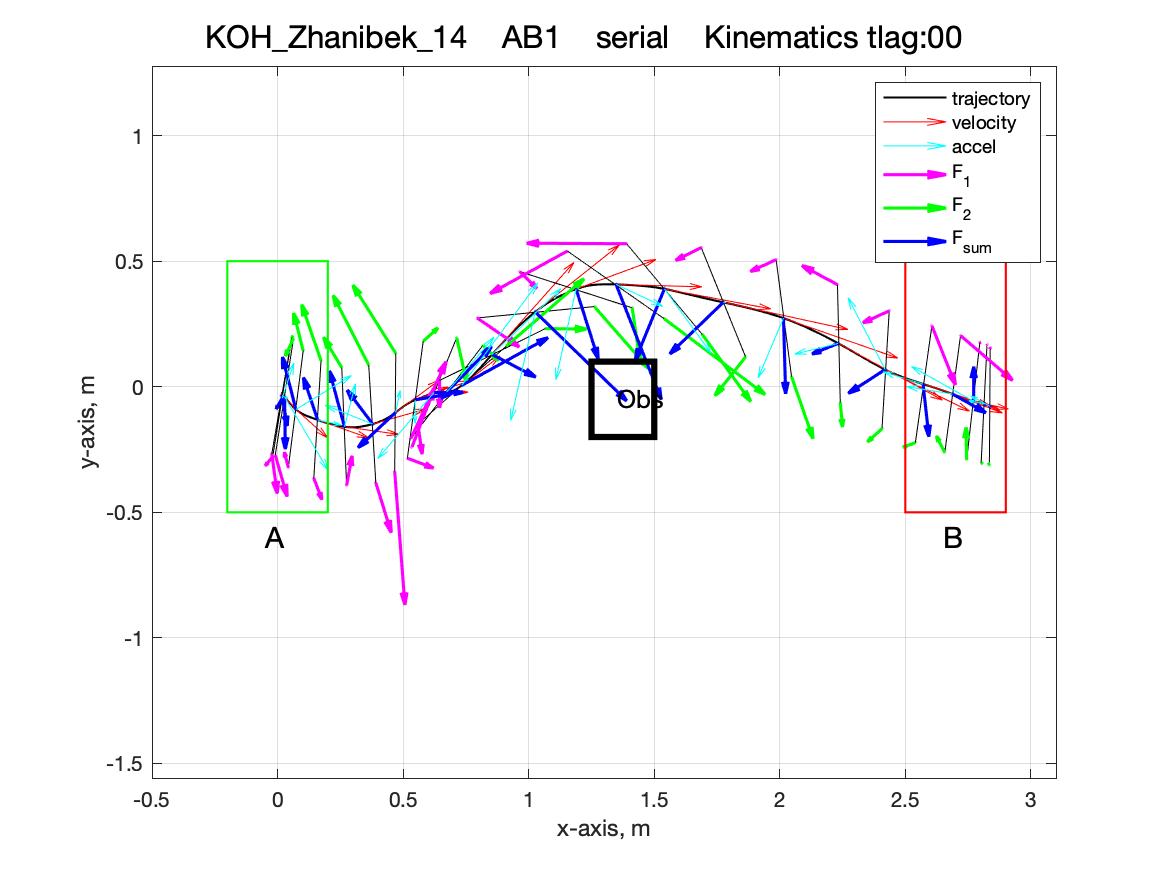 KOH_Zhanibek_14 AB1 serial Kinematics tlag:00
trajectory
velocity
accel
F1
F2
Fsum
1
0.5
0
-0.5
-1
-1.5
y-axis, m
Obs
A
B
-0.5 0 0.5 1 1.5 2 2.5 3
x-axis, m